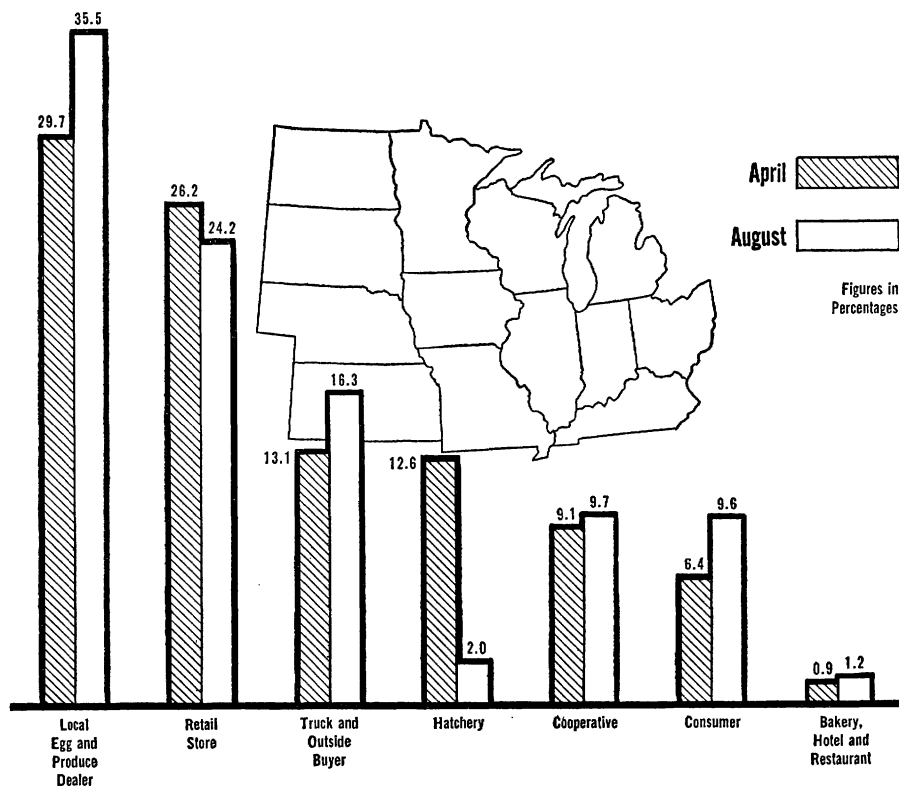 35.5
29.7
26.2
24.2
April
August
Figures in
Percentages
16.3
13.1
12.6
9.1
9.7
9.6
6.4
2.0
0.9
1.2
Local
Egg and
Produce
Dealer
Retail
Store
Truck and
Outside
Buyer
Hatchery
Cooperative
Consumer
Bakery,
Hotel and
Restaurant